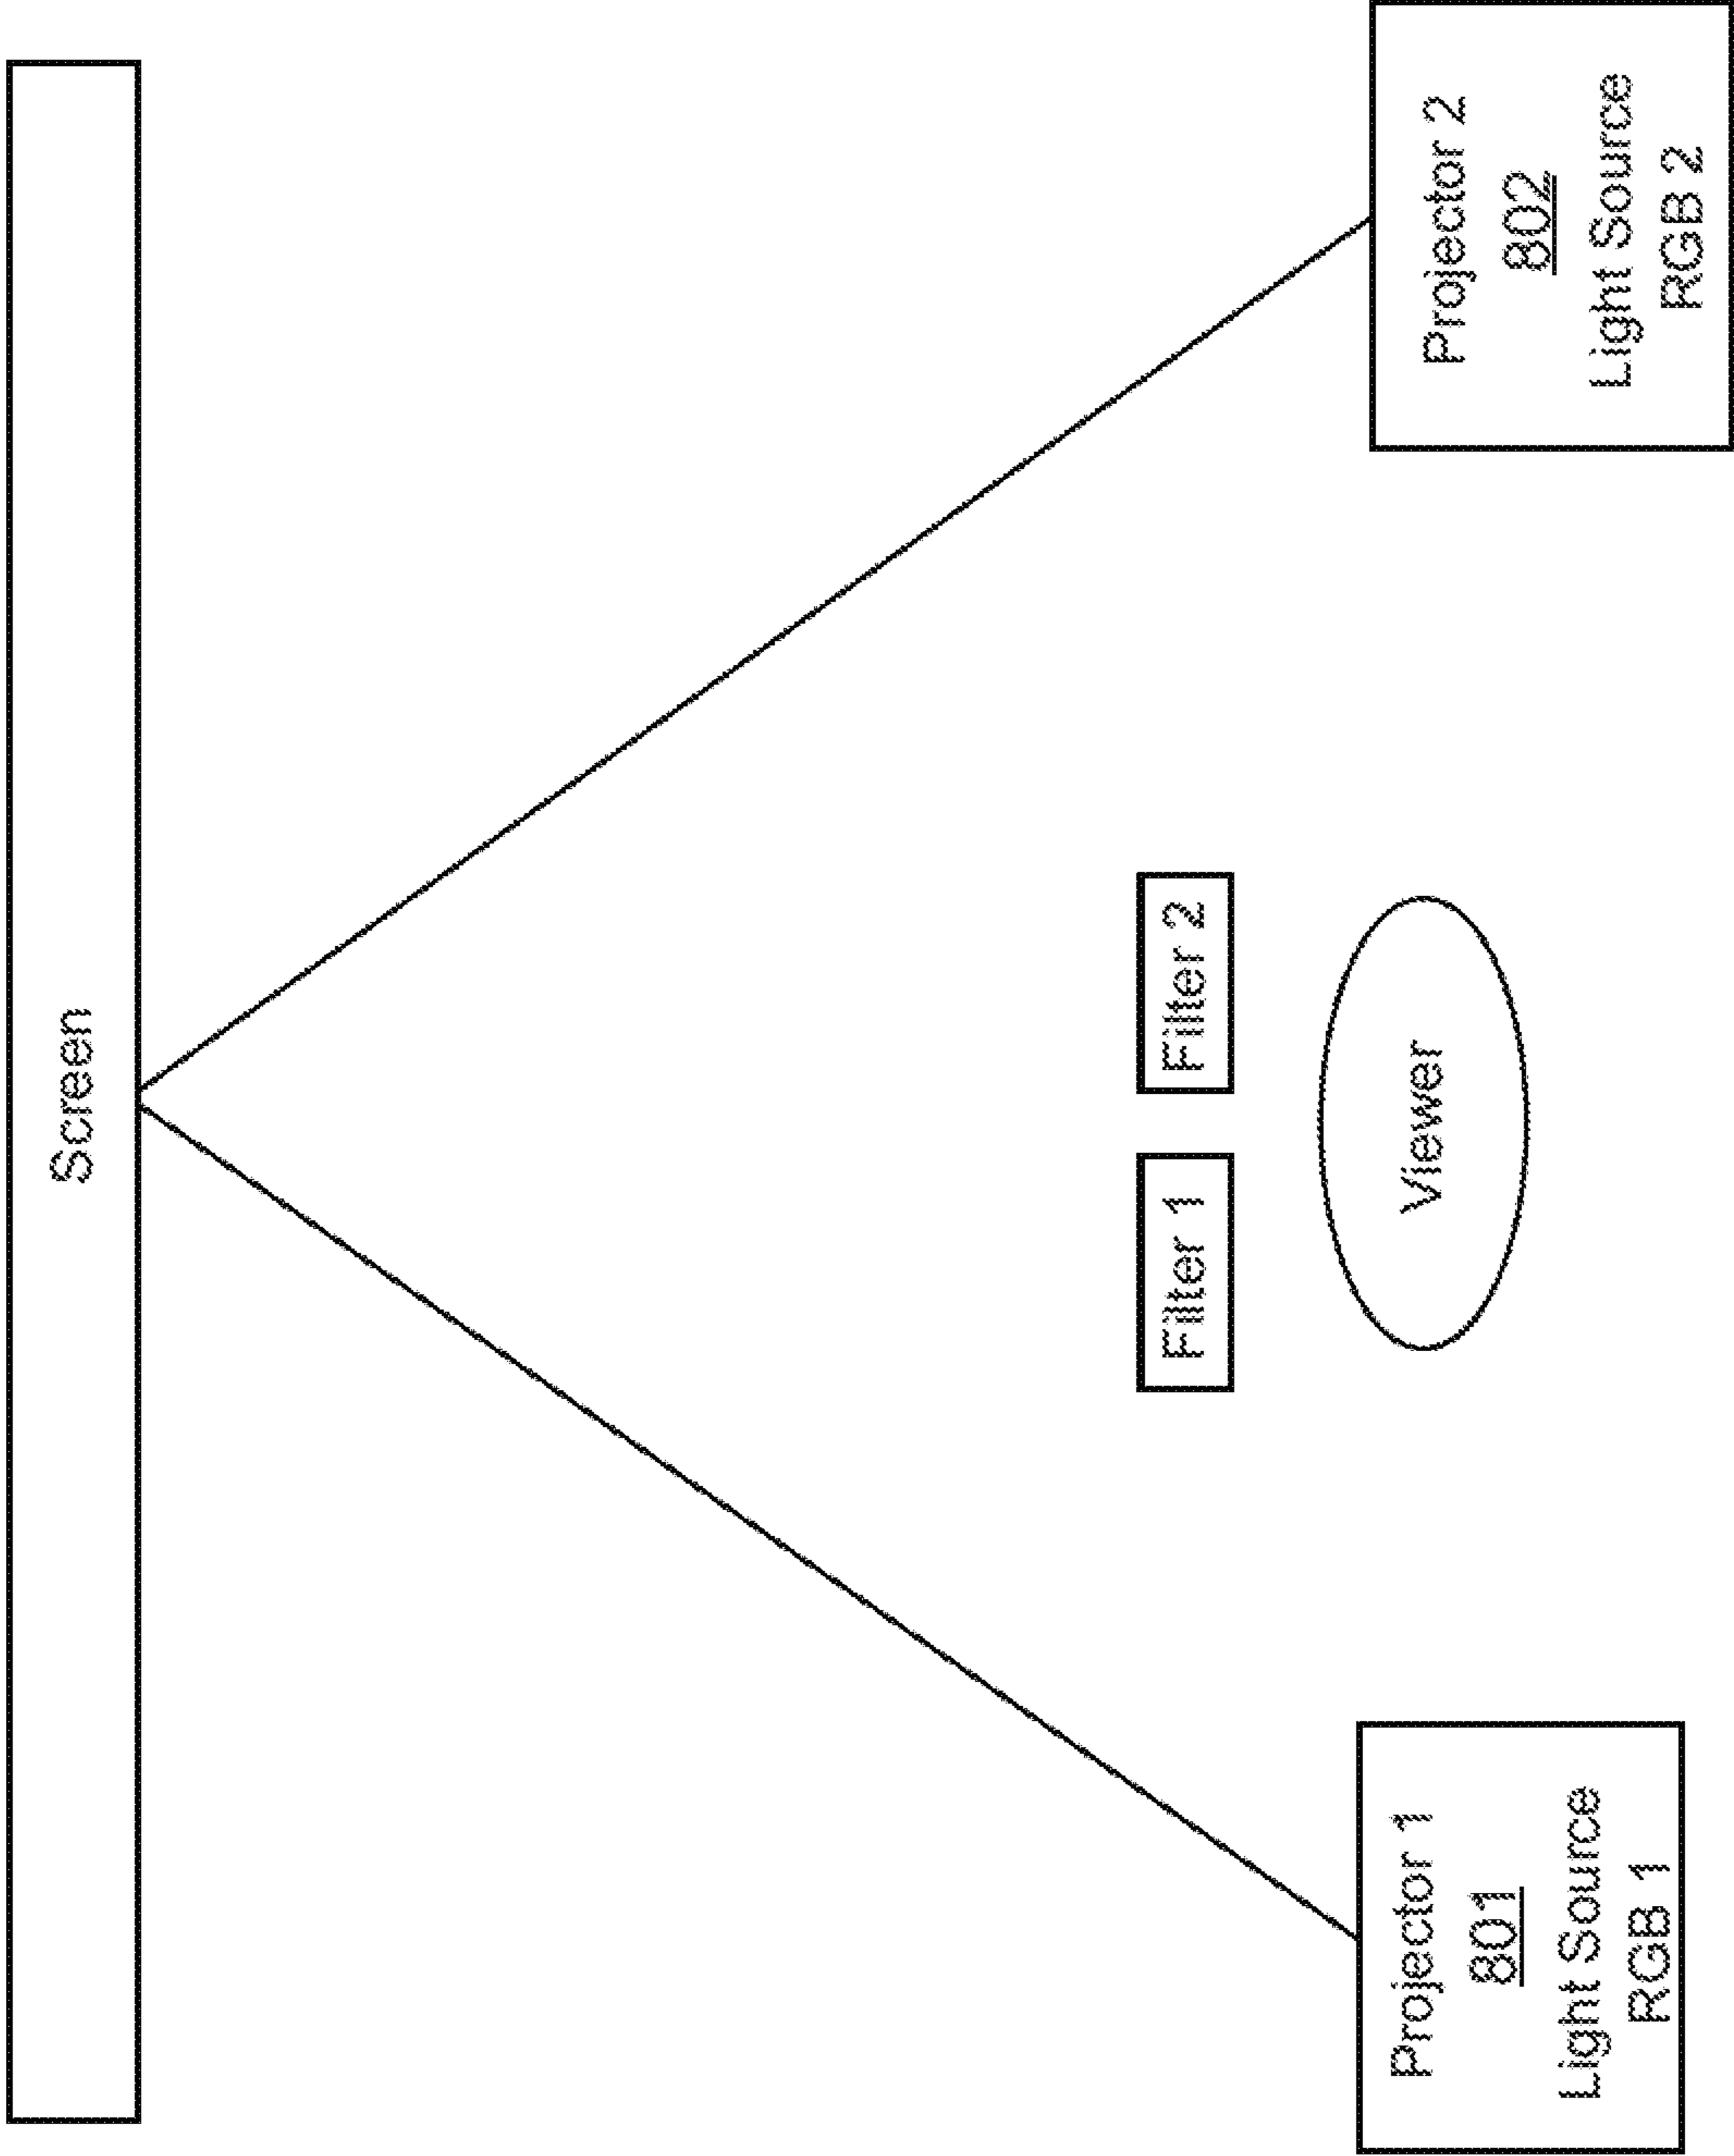 Screen
Filter 1
Filter 2
Viewer
Projector 1
801
Light Source
RGB 1
Projector 2
802
Light Source
RGB 2